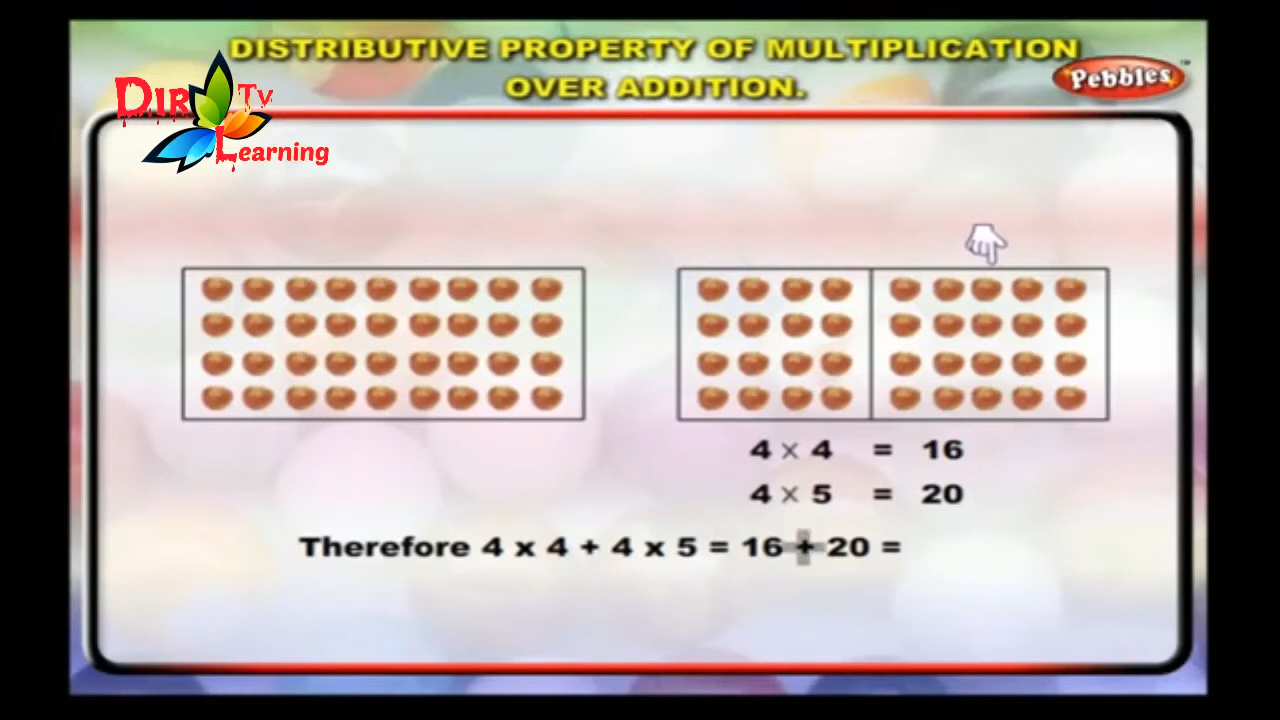 DISTRIBUTIVE PROPERTY OF MULTIPLICATION
OVER ADDITION.
Pebbles™
DIR TV
Learning
4 × 4 = 16
4 × 5 = 20
Therefore 4 x 4 + 4 x 5 = 16 + 20 =